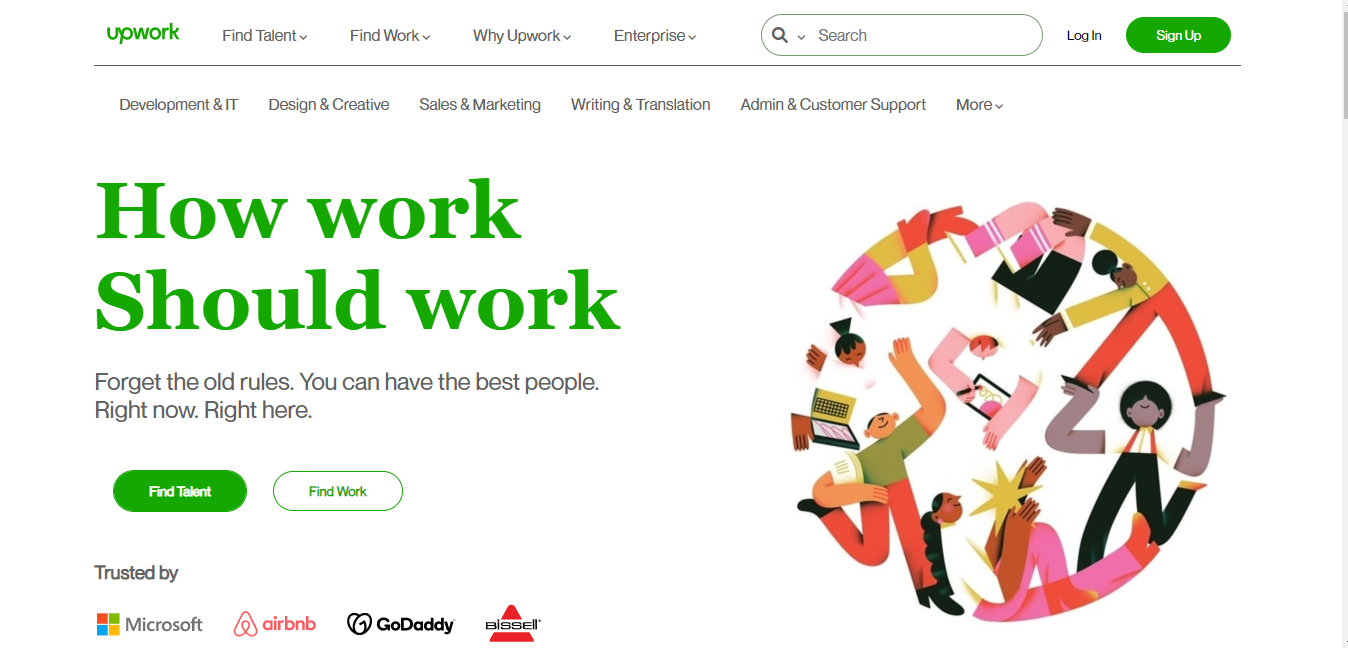 upwork
Find Talent
Find Work
Why Upwork
Enterprise
Search
Log In
Sign Up
Development & IT
Design & Creative
Sales & Marketing
Writing & Translation
Admin & Customer Support
More
How work
Should work
Forget the old rules. You can have the best people.
Right now. Right here.
Find Talent
Find Work
Trusted by
Microsoft
airbnb
GoDaddy
BISSELL